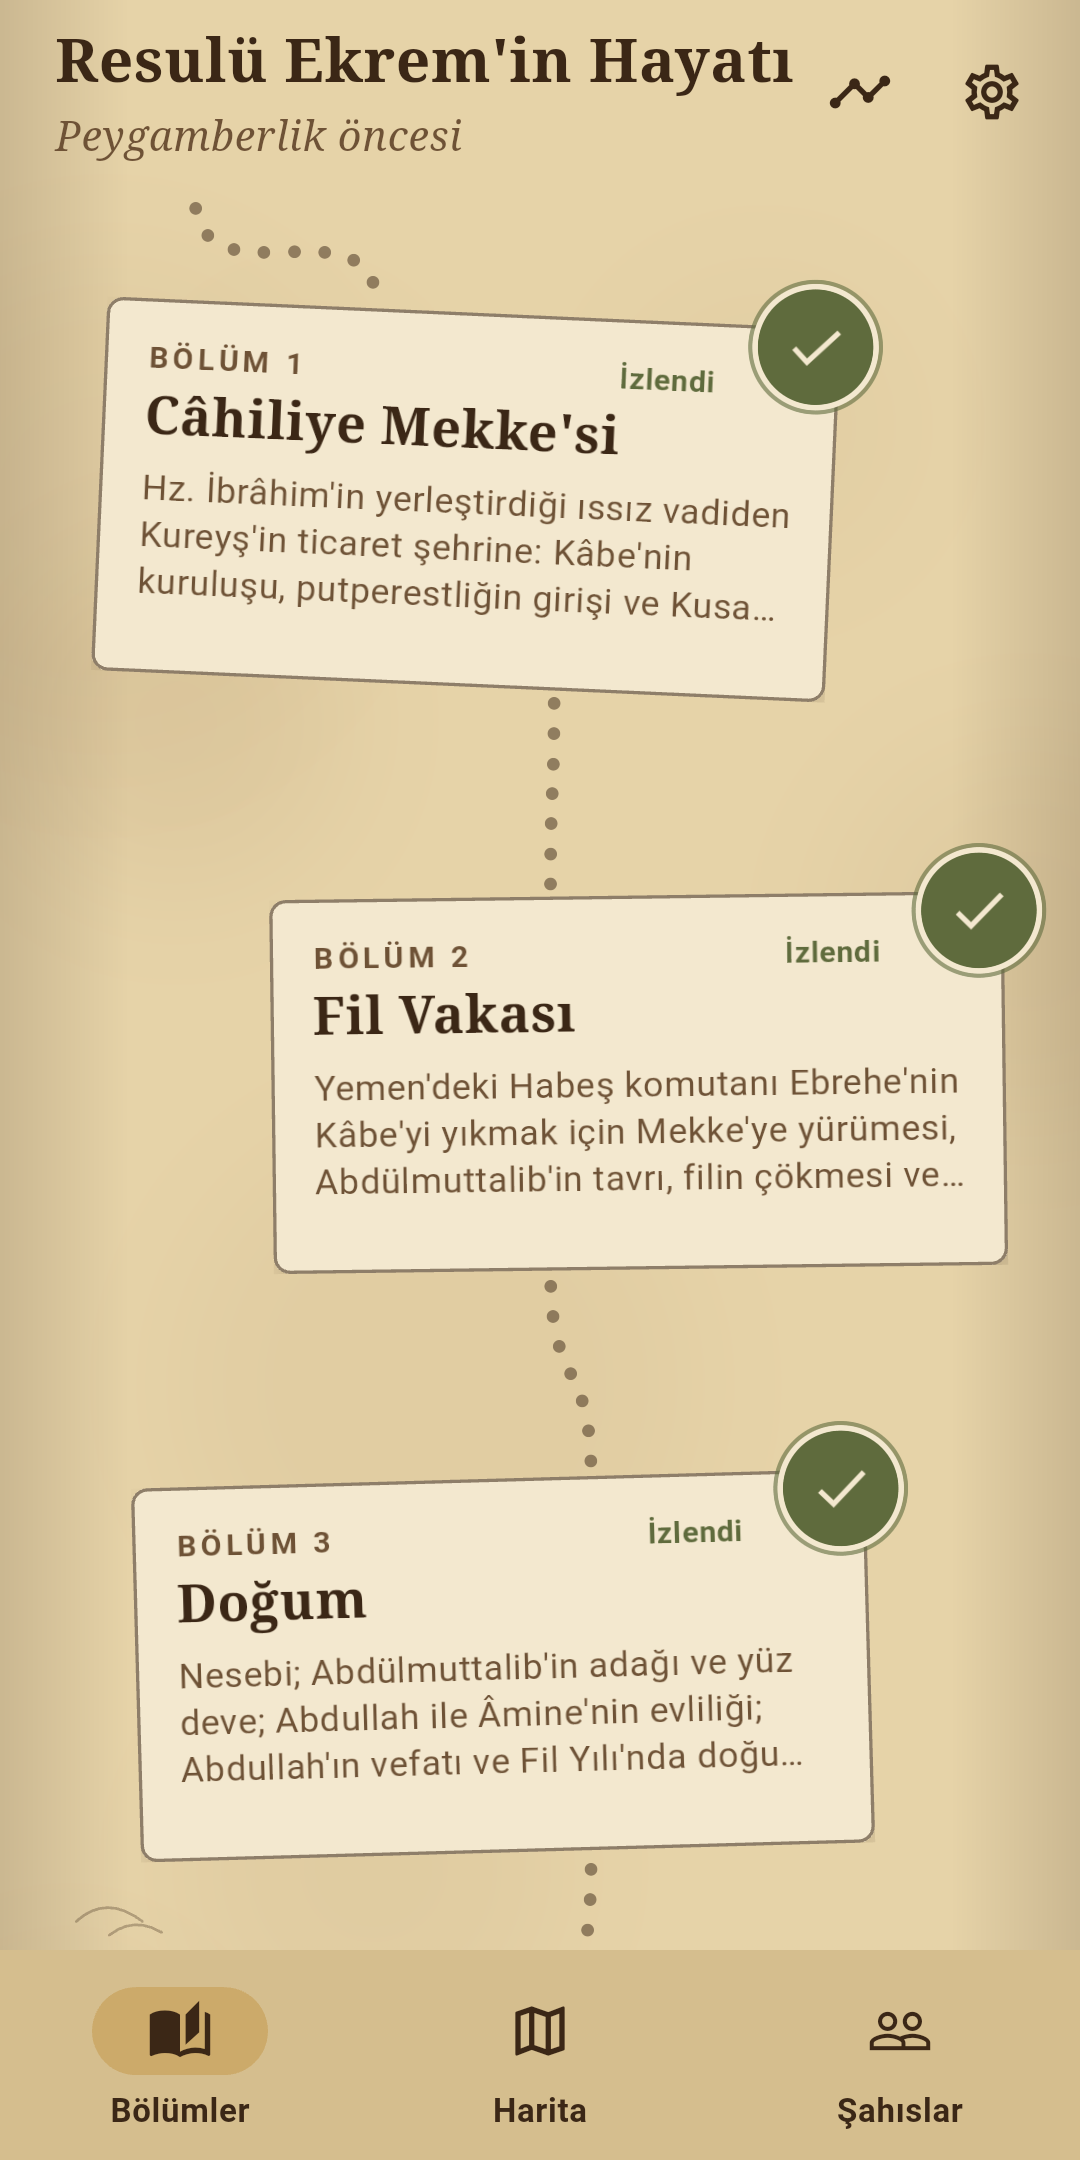 Resulü Ekrem'in Hayatı
Peygamberlik öncesi
BÖLÜM 1
İzlendi
Câhiliye Mekke'si
Hz. İbrâhim'in yerleştirdiği ıssız vadiden
Kureyş'in ticaret şehrine: Kâbe'nin
kuruluşu, putperestliğin girişi ve Kusa…
BÖLÜM 2
İzlendi
Fil Vakası
Yemen'deki Habeş komutanı Ebrehe'nin
Kâbe'yi yıkmak için Mekke'ye yürümesi,
Abdülmuttalib'in tavrı, filin çökmesi ve…
BÖLÜM 3
İzlendi
Doğum
Nesebi; Abdülmuttalib'in adağı ve yüz
deve; Abdullah ile Âmine'nin evliliği;
Abdullah'ın vefatı ve Fil Yılı'nda doğu…
Bölümler
Harita
Şahıslar